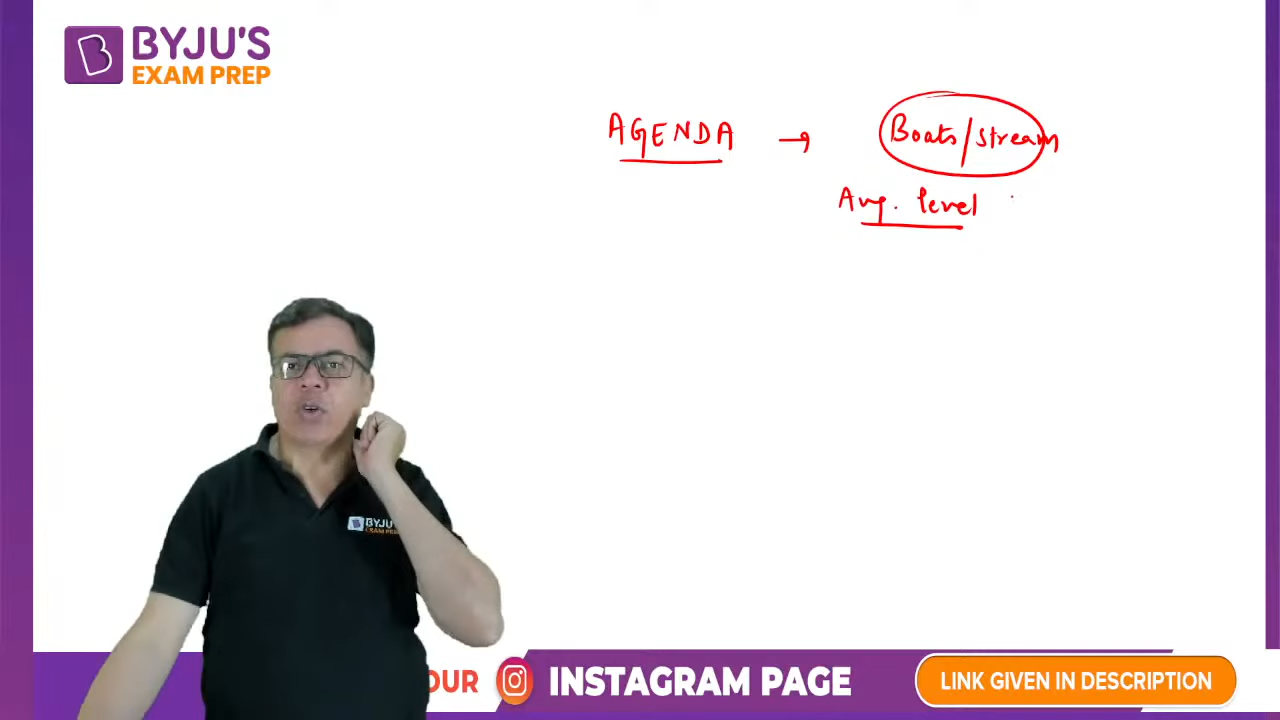 BYJU'S
EXAM PREP
AGENDA → Boats/stream
Avg. level
BYJU'
EXAM PREP
OUR INSTAGRAM PAGE
LINK GIVEN IN DESCRIPTION